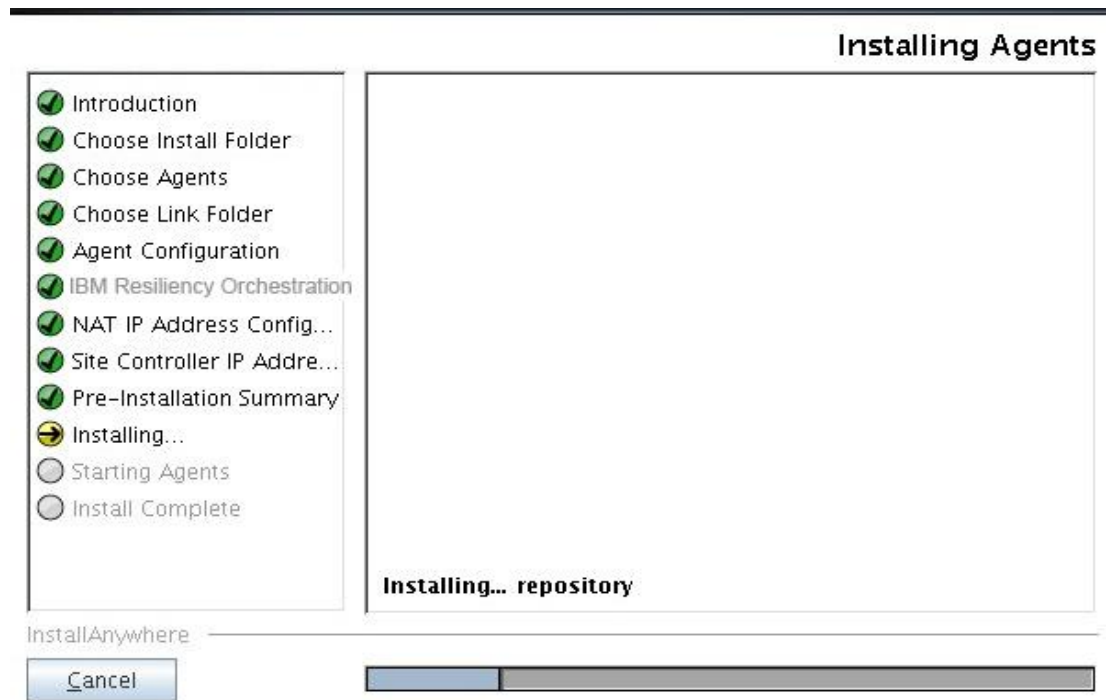 Installing Agents
Introduction
Choose Install Folder
Choose Agents
Choose Link Folder
Agent Configuration
IBM Resiliency Orchestration
NAT IP Address Config...
Site Controller IP Addre...
Pre-Installation Summary
Installing...
Starting Agents
Install Complete
Installing... repository
InstallAnywhere
Cancel